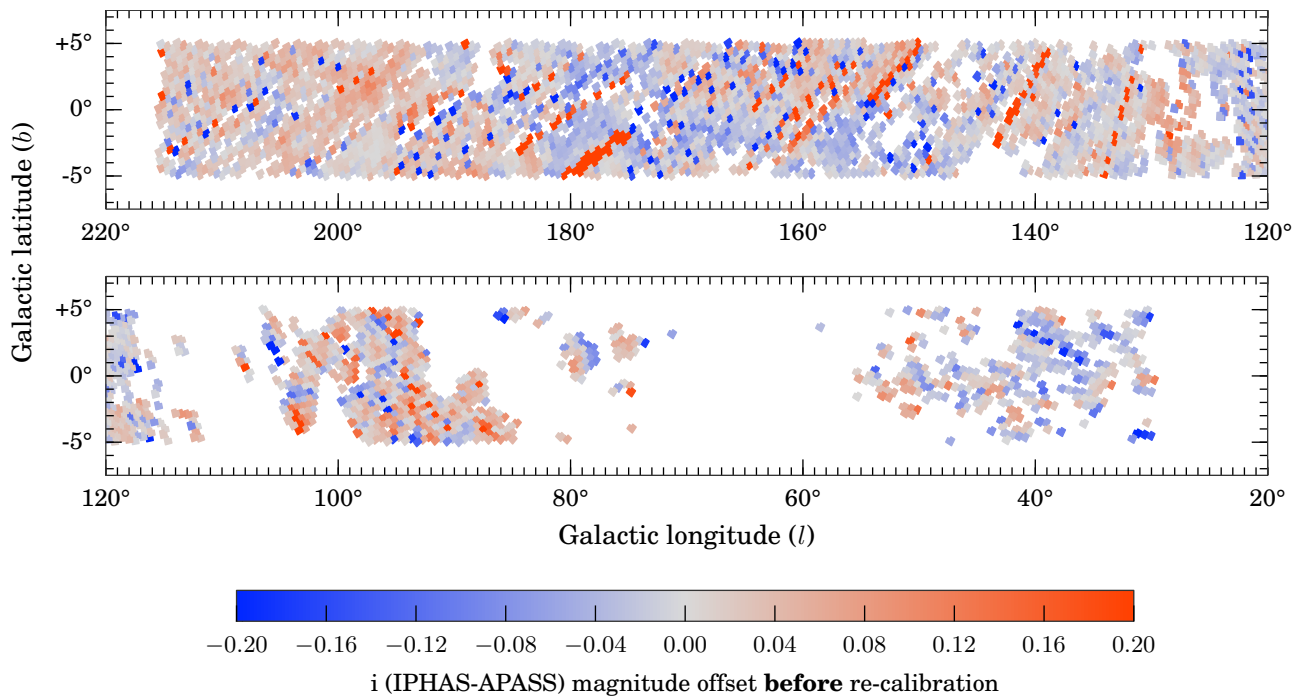 Galactic latitude (b)
+5°
0°
-5°
220° 200° 180° 160° 140° 120°
+5°
0°
-5°
120° 100° 80° 60° 40° 20°
Galactic longitude (l)
−0.20 −0.16 −0.12 −0.08 −0.04 0.00 0.04 0.08 0.12 0.16 0.20
i (IPHAS-APASS) magnitude offset before re-calibration